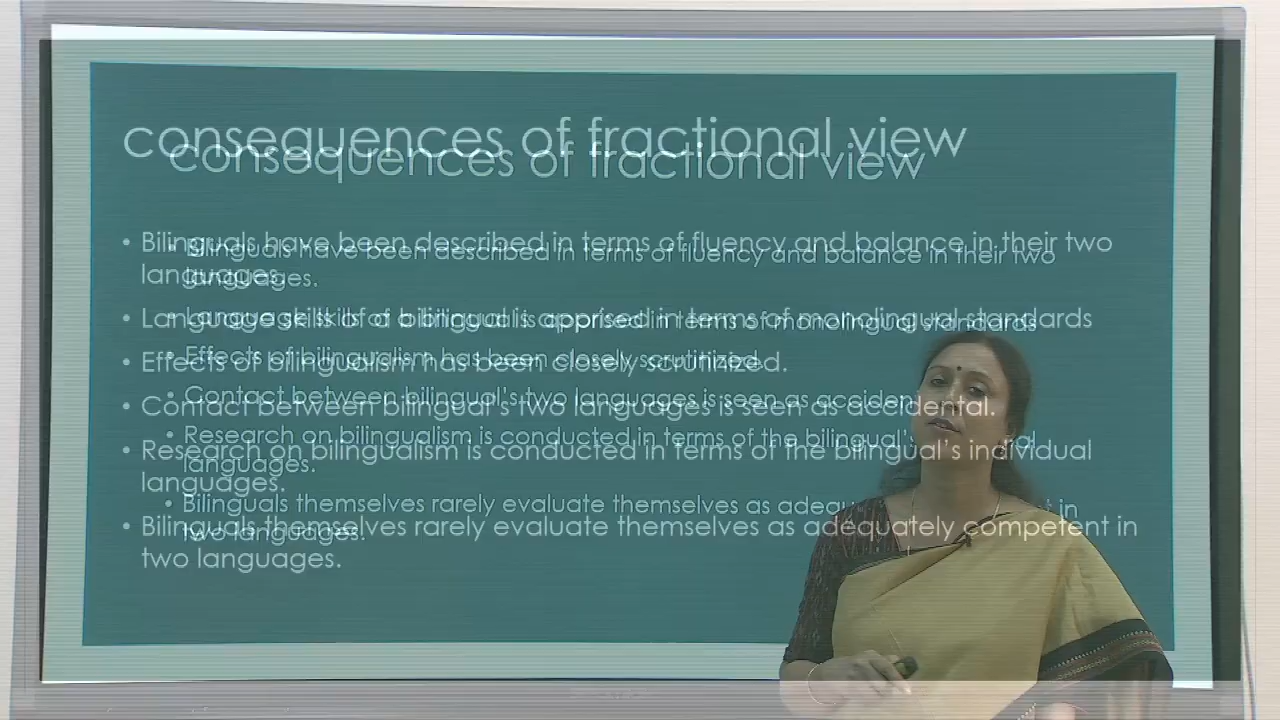 consequences of fractional view
• Bilinguals have been described in terms of fluency and balance in their two
languages.
• Language skills of a bilingual is apprised in terms of monolingual standards
• Effects of bilingualism has been closely scrutinized.
• Contact between bilingual's two languages is seen as accidental.
• Research on bilingualism is conducted in terms of the bilingual's individual
languages.
• Bilinguals themselves rarely evaluate themselves as adequately competent in
two languages.